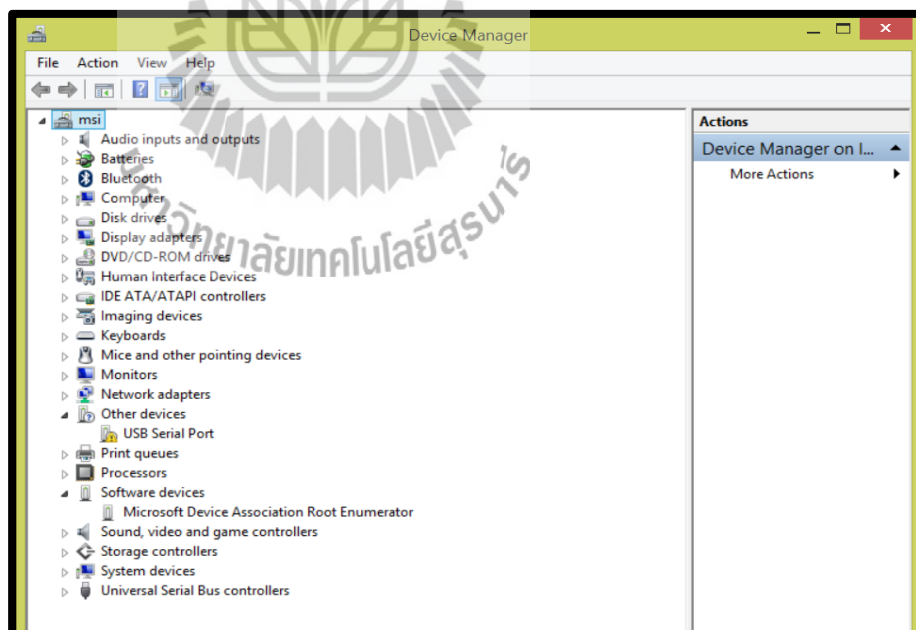 Device Manager
File Action View Help
msi
Audio inputs and outputs
Batteries
Bluetooth
Computer
Disk drives
Display adapters
DVD/CD-ROM drives
Human Interface Devices
IDE ATA/ATAPI controllers
Imaging devices
Keyboards
Mice and other pointing devices
Monitors
Network adapters
Other devices
USB Serial Port
Print queues
Processors
Software devices
Microsoft Device Association Root Enumerator
Sound, video and game controllers
Storage controllers
System devices
Universal Serial Bus controllers
Actions
Device Manager on l...
More Actions
มหาวิทยาลัยเทคโนโลยีสุรนารี